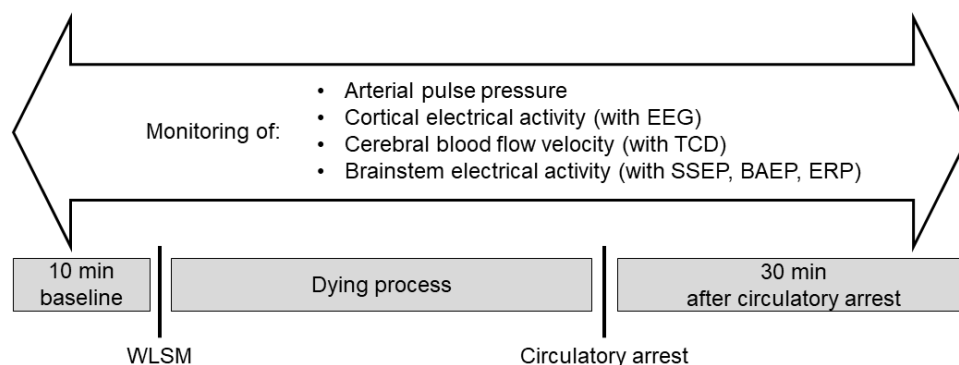 Monitoring of:
• Arterial pulse pressure
• Cortical electrical activity (with EEG)
• Cerebral blood flow velocity (with TCD)
• Brainstem electrical activity (with SSEP, BAEP, ERP)
10 min
baseline
Dying process
30 min
after circulatory arrest
WLSM
Circulatory arrest